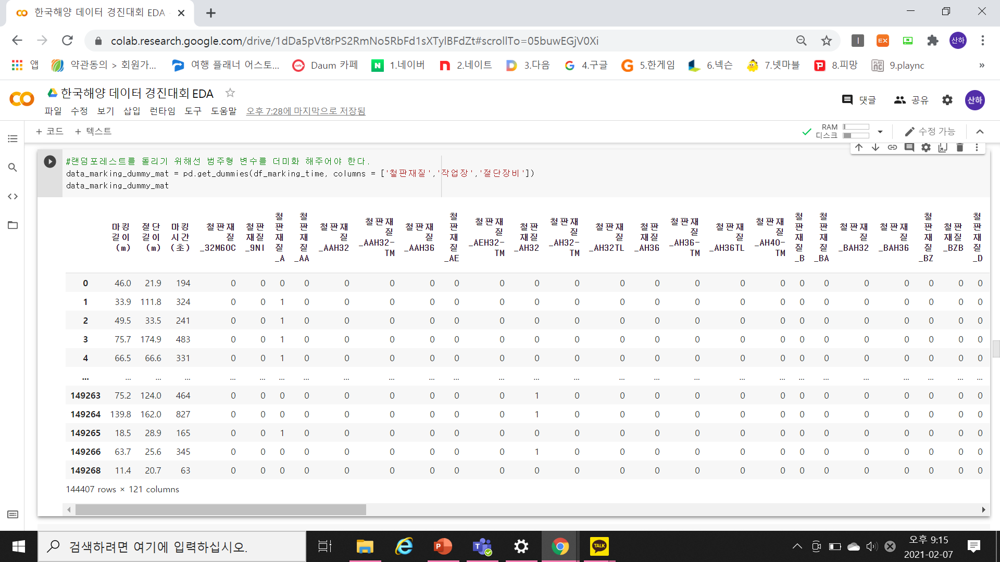 한국해양 데이터 경진대회 EDA
colab.research.google.com/drive/1dDa5pVt8rPS2RmNo5RbFd1sXTylBFdZt#scrollTo=05buwEGjV0Xi
EX
산하
앱
약관동의 > 회원가...
여행 플래너 어스토...
Daum 카페
1.네이버
2.네이트
3.다음
4.구글
5.한게임
6.넥슨
7.넷마블
8.피망
9.plaync
»
한국해양 데이터 경진대회 EDA
댓글
공유
산하
파일 수정 보기 삽입 런타임 도구 도움말 오후 7:28에 마지막으로 저장됨
+ 코드 + 텍스트
RAM
디스크
수정 가능
#랜덤포레스트를 돌리기 위해선 범주형 변수를 더미화 해주어야 한다.
data_marking_dummy_mat = pd.get_dummies(df_marking_time, columns = ['철판재질','작업장','절단장비'])
data_marking_dummy_mat
마킹길이(m) 절단길이(m) 마킹시간(초) 철판재질_32M60C 철판재질_9NI 철판재질_A 철판재질_AA 철판재질_AAH32 철판재질_AAH32-TM 철판재질_AAH36 철판재질_AE 철판재질_AEH32-TM 철판재질_AH32 철판재질_AH32-TM 철판재질_AH32TL 철판재질_AH36 철판재질_AH36-TM 철판재질_AH36TL 철판재질_AH40-TM 철판재질_B 철판재질_BA 철판재질_BAH32 철판재질_BAH36 철판재질_BZ 철판재질_BZB 철판재질_D
0 46.0 21.9 194 0 0 0 0 0 0 0 0 0 0 0 0 0 0 0 0 0 0 0 0 0 0 0
1 33.9 111.8 324 0 0 1 0 0 0 0 0 0 0 0 0 0 0 0 0 0 0 0 0 0 0 0
2 49.5 33.5 241 0 0 1 0 0 0 0 0 0 0 0 0 0 0 0 0 0 0 0 0 0 0 0
3 75.7 174.9 483 0 0 1 0 0 0 0 0 0 0 0 0 0 0 0 0 0 0 0 0 0 0 0
4 66.5 66.6 331 0 0 1 0 0 0 0 0 0 0 0 0 0 0 0 0 0 0 0 0 0 0 0
... ... ... ... ... ... ... ... ... ... ... ... ... ... ... ... ... ... ... ... ... ... ... ... ... ... ...
149263 75.2 124.0 464 0 0 0 0 0 0 0 0 0 1 0 0 0 0 0 0 0 0 0 0 0 0 0
149264 139.8 162.0 827 0 0 0 0 0 0 0 0 0 1 0 0 0 0 0 0 0 0 0 0 0 0 0
149265 18.5 28.9 165 0 0 1 0 0 0 0 0 0 0 0 0 0 0 0 0 0 0 0 0 0 0 0
149266 63.7 25.6 345 0 0 0 0 0 0 0 0 0 1 0 0 0 0 0 0 0 0 0 0 0 0 0
149268 11.4 20.7 63 0 0 0 0 0 0 0 0 0 0 0 0 0 0 0 0 0 0 0 0 0 0 0
144407 rows × 121 columns
검색하려면 여기에 입력하십시오.
TALK
오후 9:15
2021-02-07